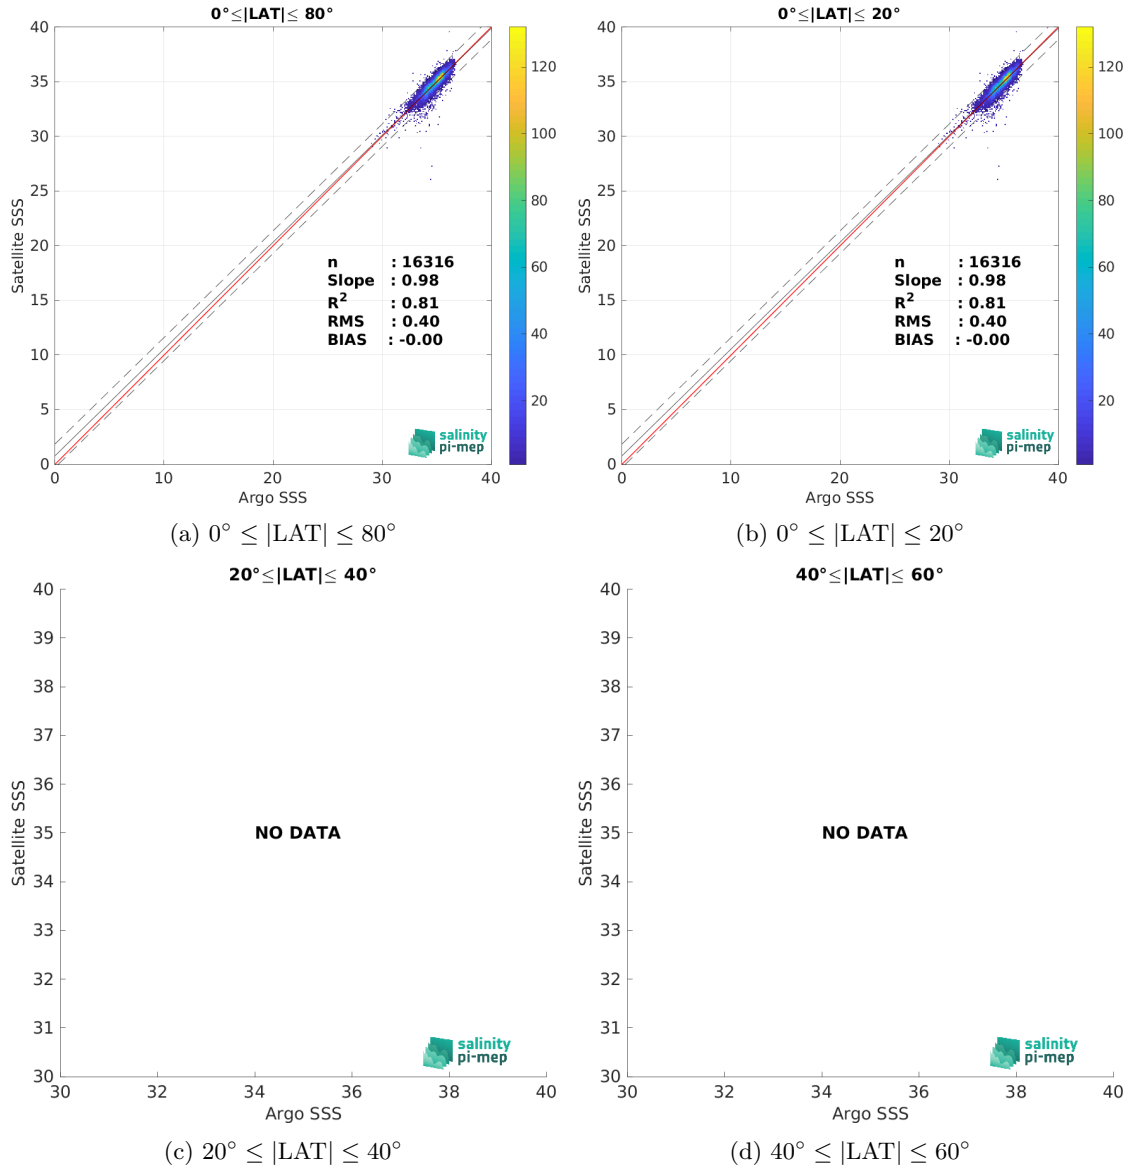 0°≤|LAT|≤ 80°
40
35
30
25
20
15
10
5
0
Satellite SSS
0
10
20
30
40
Argo SSS
n : 16316
Slope : 0.98
R² : 0.81
RMS : 0.40
BIAS : -0.00
salinity
pi-mep
120
100
80
60
40
20
(a) 0° ≤ |LAT| ≤ 80°
0°≤|LAT|≤ 20°
40
35
30
25
20
15
10
5
0
Satellite SSS
0
10
20
30
40
Argo SSS
n : 16316
Slope : 0.98
R² : 0.81
RMS : 0.40
BIAS : -0.00
salinity
pi-mep
120
100
80
60
40
20
(b) 0° ≤ |LAT| ≤ 20°
20°≤|LAT|≤ 40°
40
39
38
37
36
35
34
33
32
31
30
Satellite SSS
NO DATA
salinity
pi-mep
30
32
34
36
38
40
Argo SSS
(c) 20° ≤ |LAT| ≤ 40°
40°≤|LAT|≤ 60°
40
39
38
37
36
35
34
33
32
31
30
Satellite SSS
NO DATA
salinity
pi-mep
30
32
34
36
38
40
Argo SSS
(d) 40° ≤ |LAT| ≤ 60°